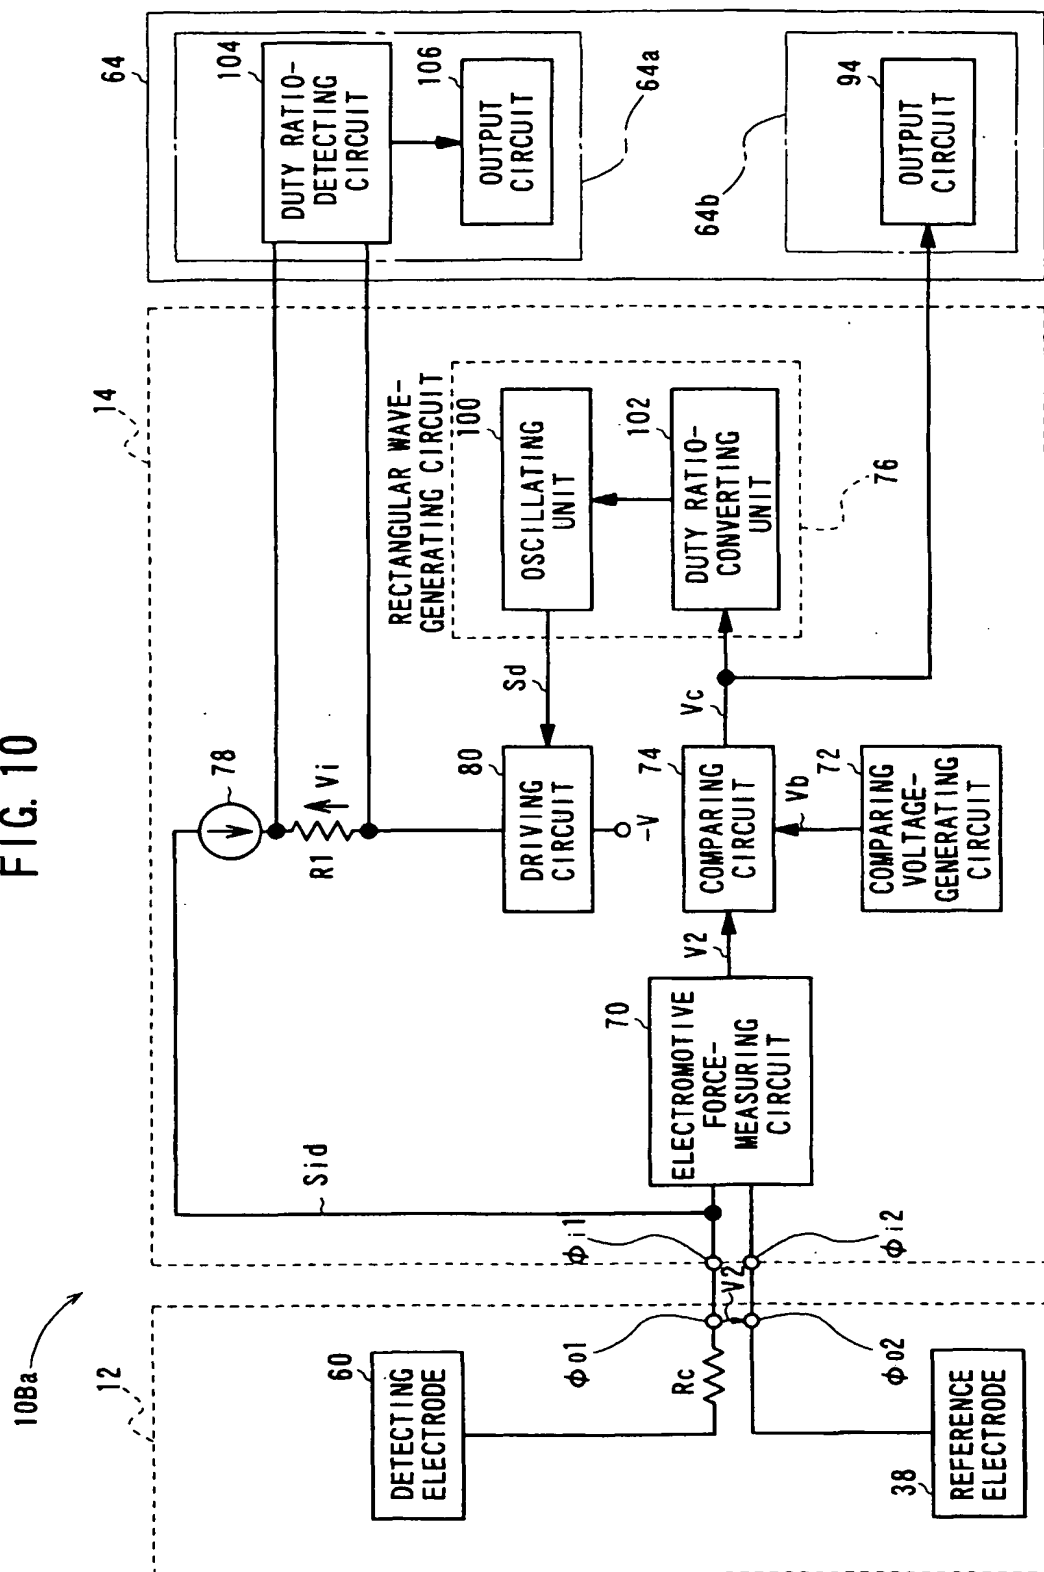 FIG. 10
10Ba
12
14
64
60
DETECTING
ELECTRODE
38
REFERENCE
ELECTRODE
Rc
ϕo1
ϕo2
V2
ϕi1
ϕi2
Sid
70
ELECTROMOTIVE
FORCE-
MEASURING
CIRCUIT
V2
78
R1
Vi
80
DRIVING
CIRCUIT
-V
74
COMPARING
CIRCUIT
Vb
72
COMPARING
VOLTAGE-
GENERATING
CIRCUIT
Sd
Vc
RECTANGULAR WAVE-
GENERATING CIRCUIT
100
OSCILLATING
UNIT
102
DUTY RATIO-
CONVERTING
UNIT
76
104
DUTY RATIO-
DETECTING
CIRCUIT
106
OUTPUT
CIRCUIT
64a
64b
94
OUTPUT
CIRCUIT